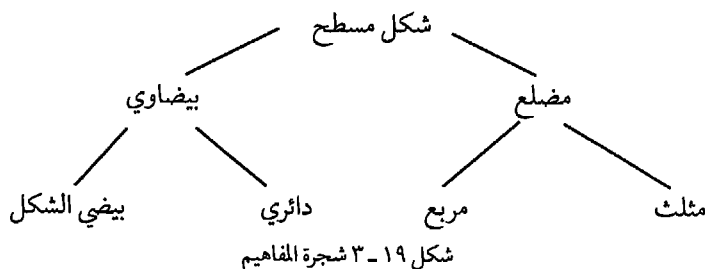 شكل مسطح
مضلع بيضاوي
مثلث مربع دائري بيضي الشكل
شكل ١٩ ـ ٣ شجرة المفاهيم